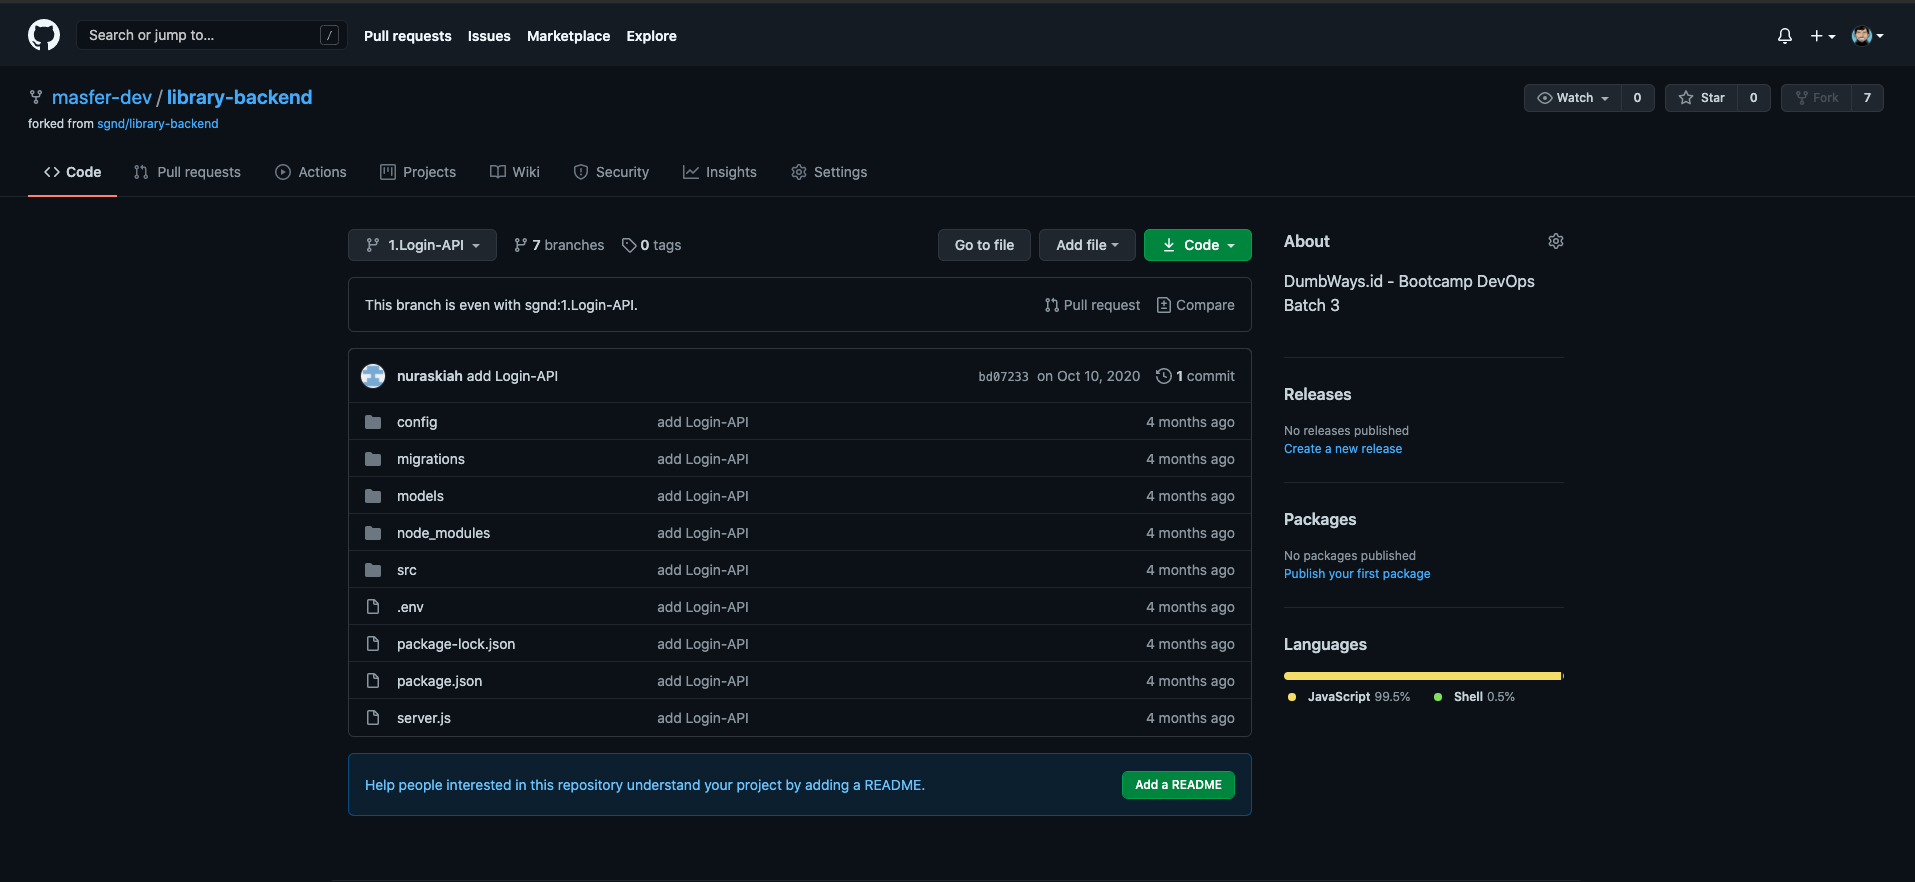 Search or jump to... /
Pull requests Issues Marketplace Explore
masfer-dev / library-backend
forked from sgnd/library-backend
Watch 0 Star 0 Fork 7
Code Pull requests Actions Projects Wiki Security Insights Settings
1.Login-API 7 branches 0 tags Go to file Add file Code
This branch is even with sgnd:1.Login-API. Pull request Compare
nuraskiah add Login-API bd07233 on Oct 10, 2020 1 commit
config add Login-API 4 months ago
migrations add Login-API 4 months ago
models add Login-API 4 months ago
node_modules add Login-API 4 months ago
src add Login-API 4 months ago
.env add Login-API 4 months ago
package-lock.json add Login-API 4 months ago
package.json add Login-API 4 months ago
server.js add Login-API 4 months ago
Help people interested in this repository understand your project by adding a README. Add a README
About
DumbWays.id - Bootcamp DevOps
Batch 3
Releases
No releases published
Create a new release
Packages
No packages published
Publish your first package
Languages
JavaScript 99.5% Shell 0.5%